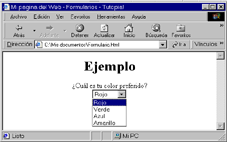 Mi pagina del Web - Formularios - Tutopia!
Archivo Edición Ver Favoritos Herramientas Ayuda
Atrás Detener Actualizar Inicio Búsqueda Favoritos
Dirección C:\Mis documentos\Formulario.html Ir a Vínculos
Ejemplo
¿Cuál es tu color preferido?
Rojo
Rojo
Verde
Azul
Amarillo
Listo Mi PC